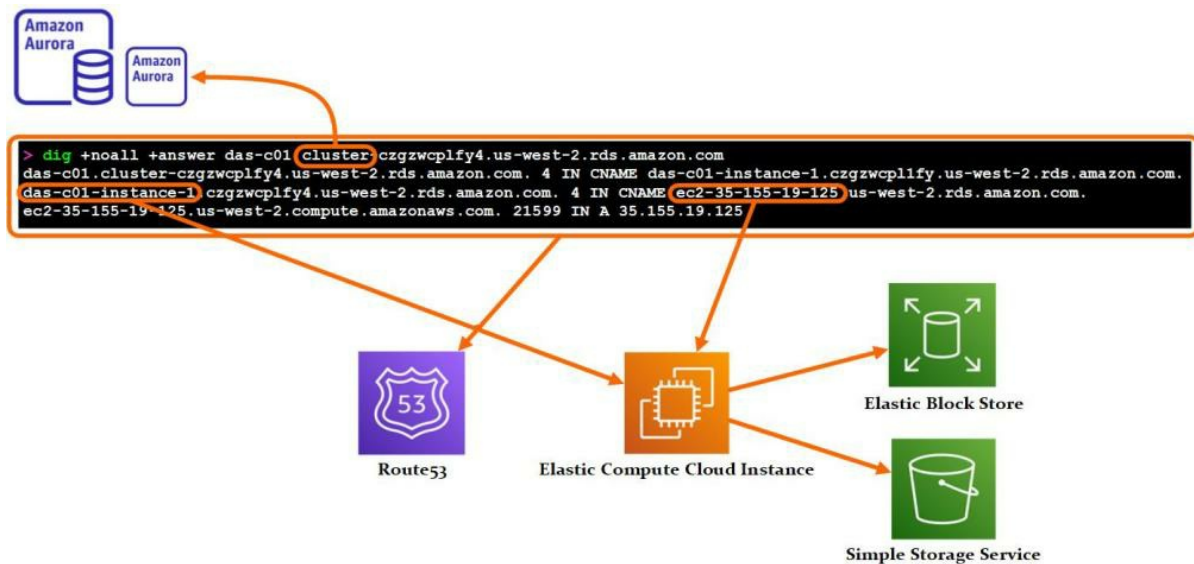 Amazon
Aurora
Amazon
Aurora
> dig +noall +answer das-c01 cluster-czgzwcplfy4.us-west-2.rds.amazon.com
das-c01.cluster-czgzwcplfy4.us-west-2.rds.amazon.com. 4 IN CNAME das-c01-instance-1.czgzwcpl1fy.us-west-2.rds.amazon.com.
das-c01-instance-1.czgzwcplfy4.us-west-2.rds.amazon.com. 4 IN CNAME ec2-35-155-19-125 us-west-2.rds.amazon.com.
ec2-35-155-19-125.us-west-2.compute.amazonaws.com. 21599 IN A 35.155.19.125
53
Route53
Elastic Compute Cloud Instance
Elastic Block Store
Simple Storage Service